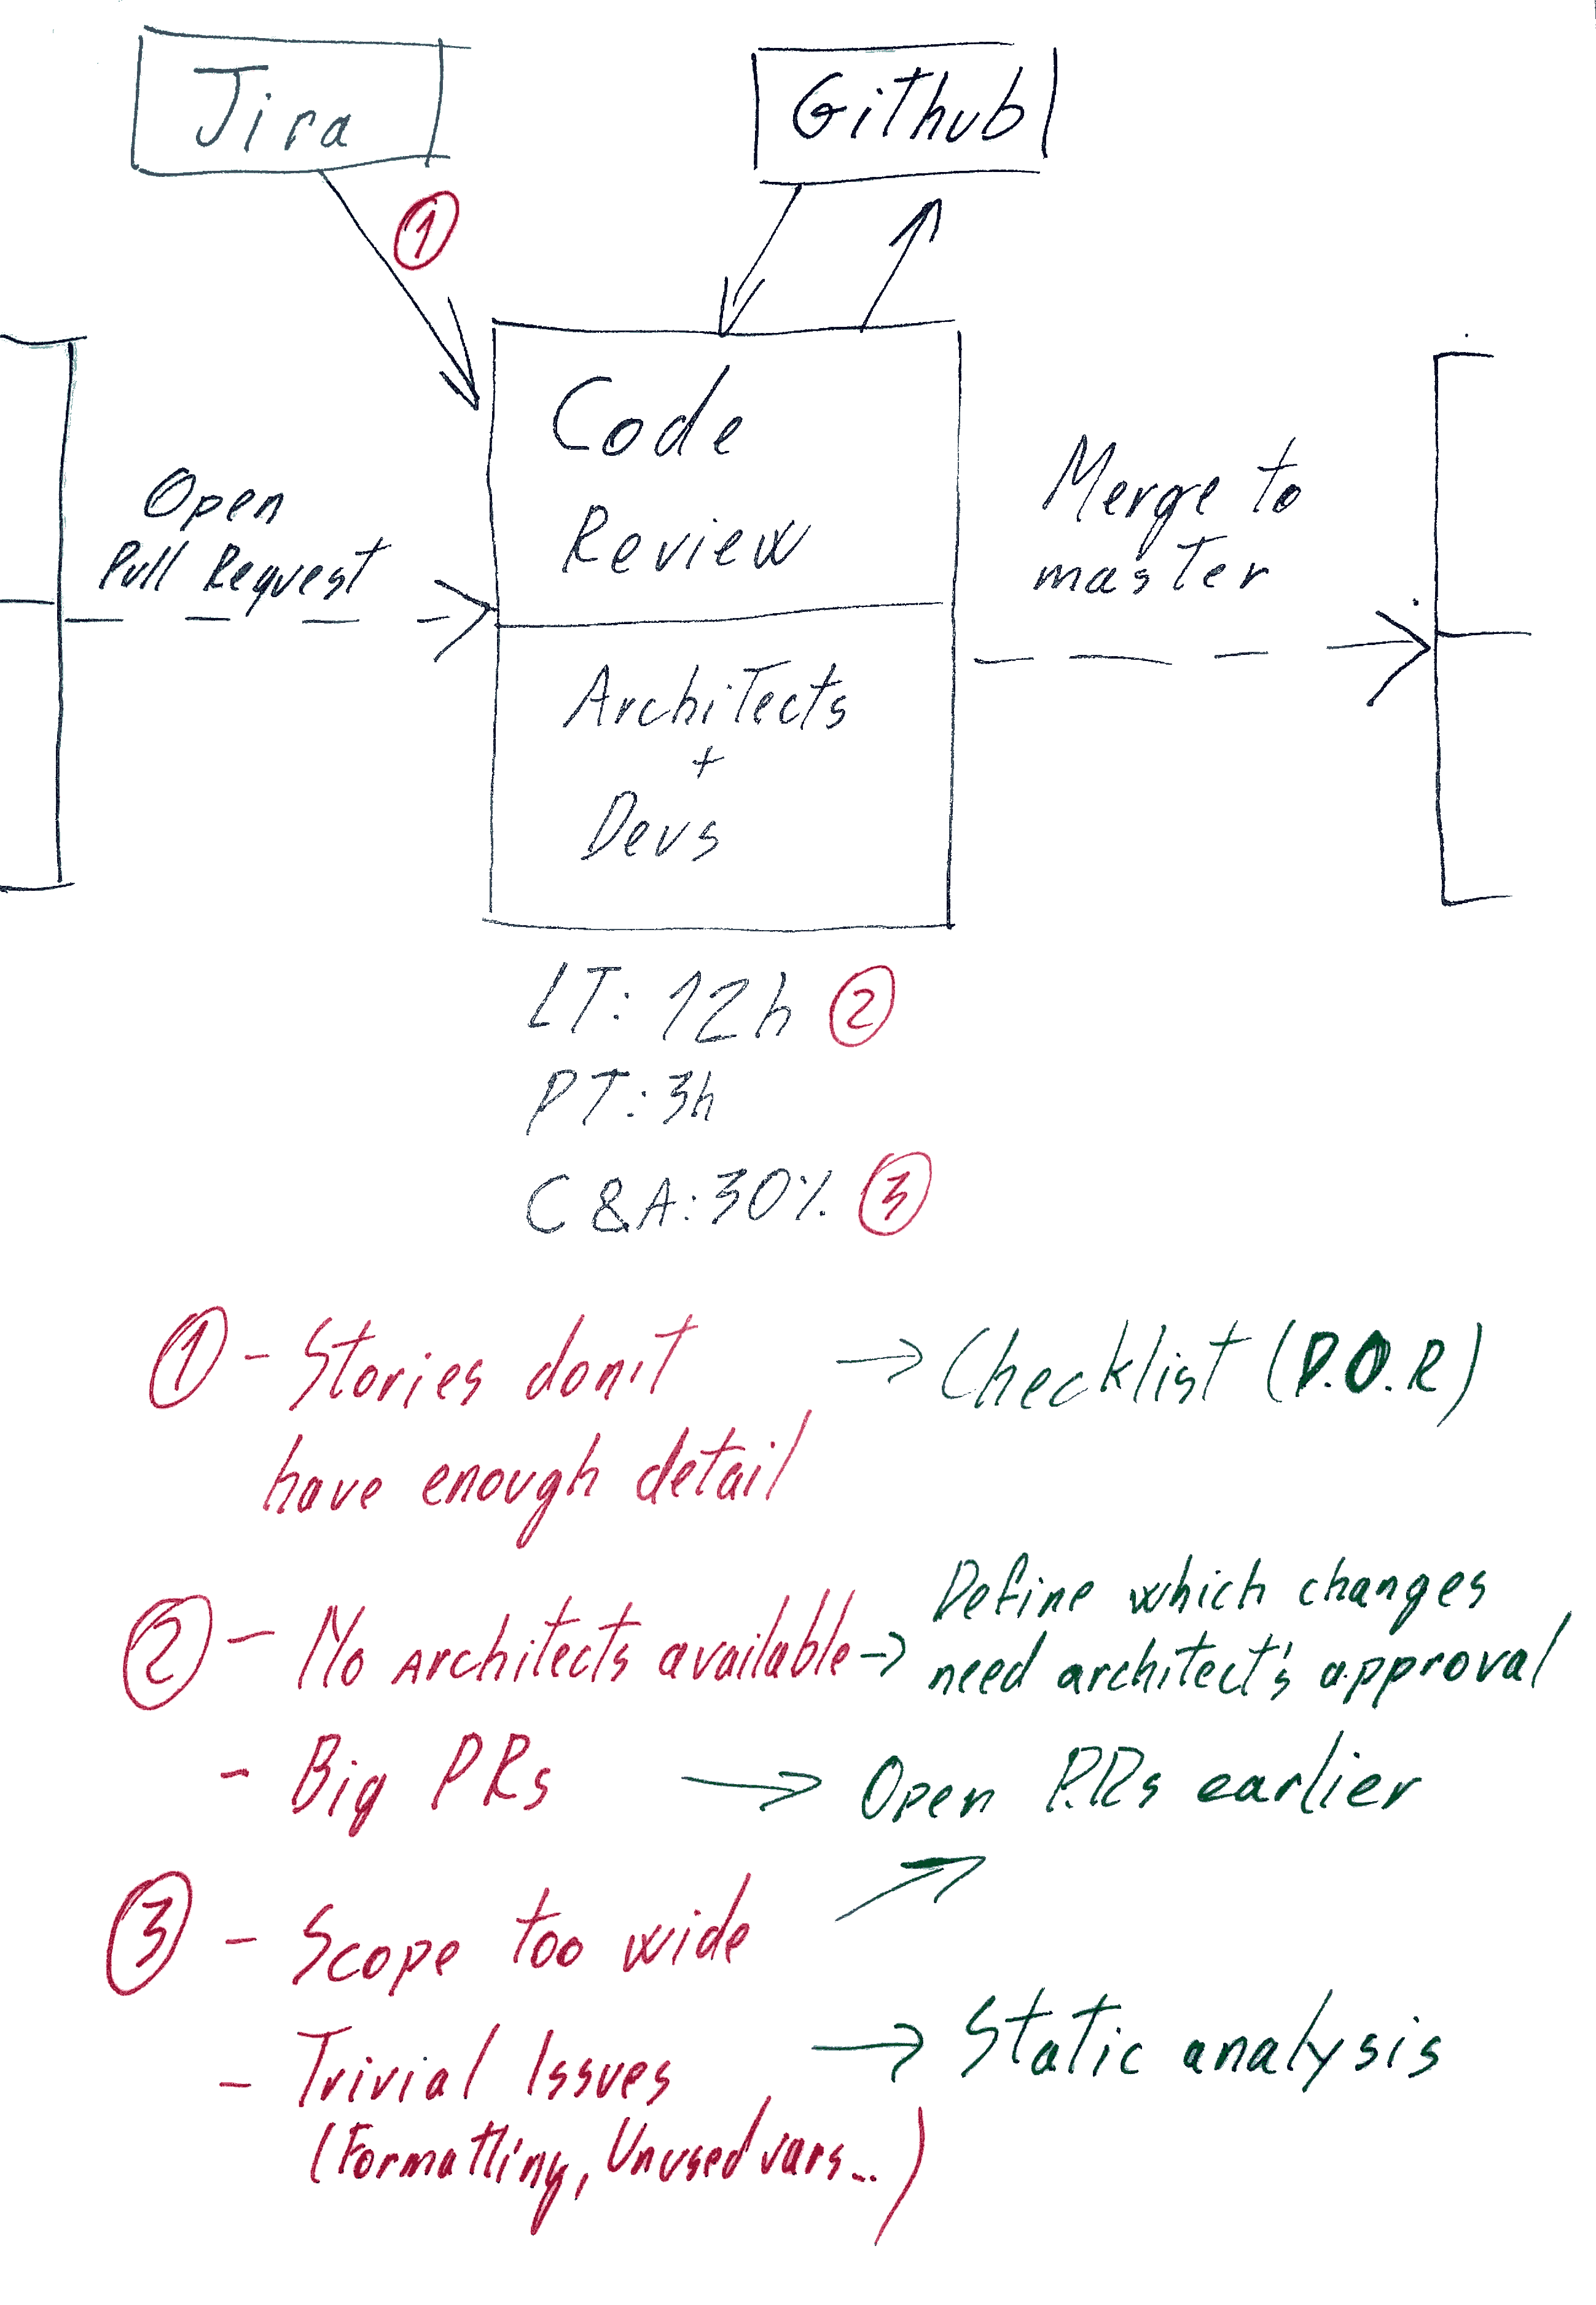 Jira
Github
1
Code
Review
Open
Pull Request
Merge to
master
Architects
+
Devs
LT: 12h 2
PT: 3h
C&A: 30% 3
1 - Stories don't → Checklist (D.O.R)
have enough detail
2 - No Architects available → Define which changes
need architect's approval
- Big PRs → Open PRs earlier
3 - Scope too wide
- Trivial Issues → Static analysis
(Formatting, Unused vars...)